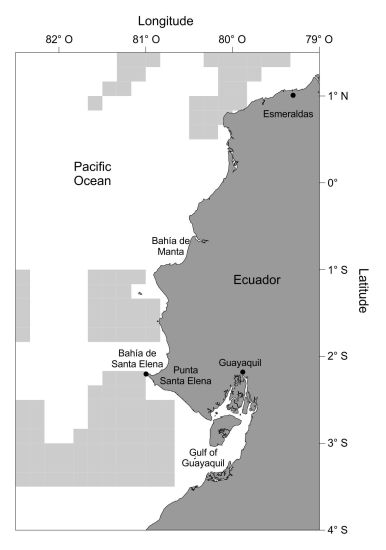 Longitude
82° O
81° O
80° O
79° O
1° N
Esmeraldas
Pacific
Ocean
0°
Bahía de
Manta
1° S
Ecuador
Latitude
2° S
Bahía de
Santa Elena
Punta
Santa Elena
Guayaquil
3° S
Gulf of
Guayaquil
4° S